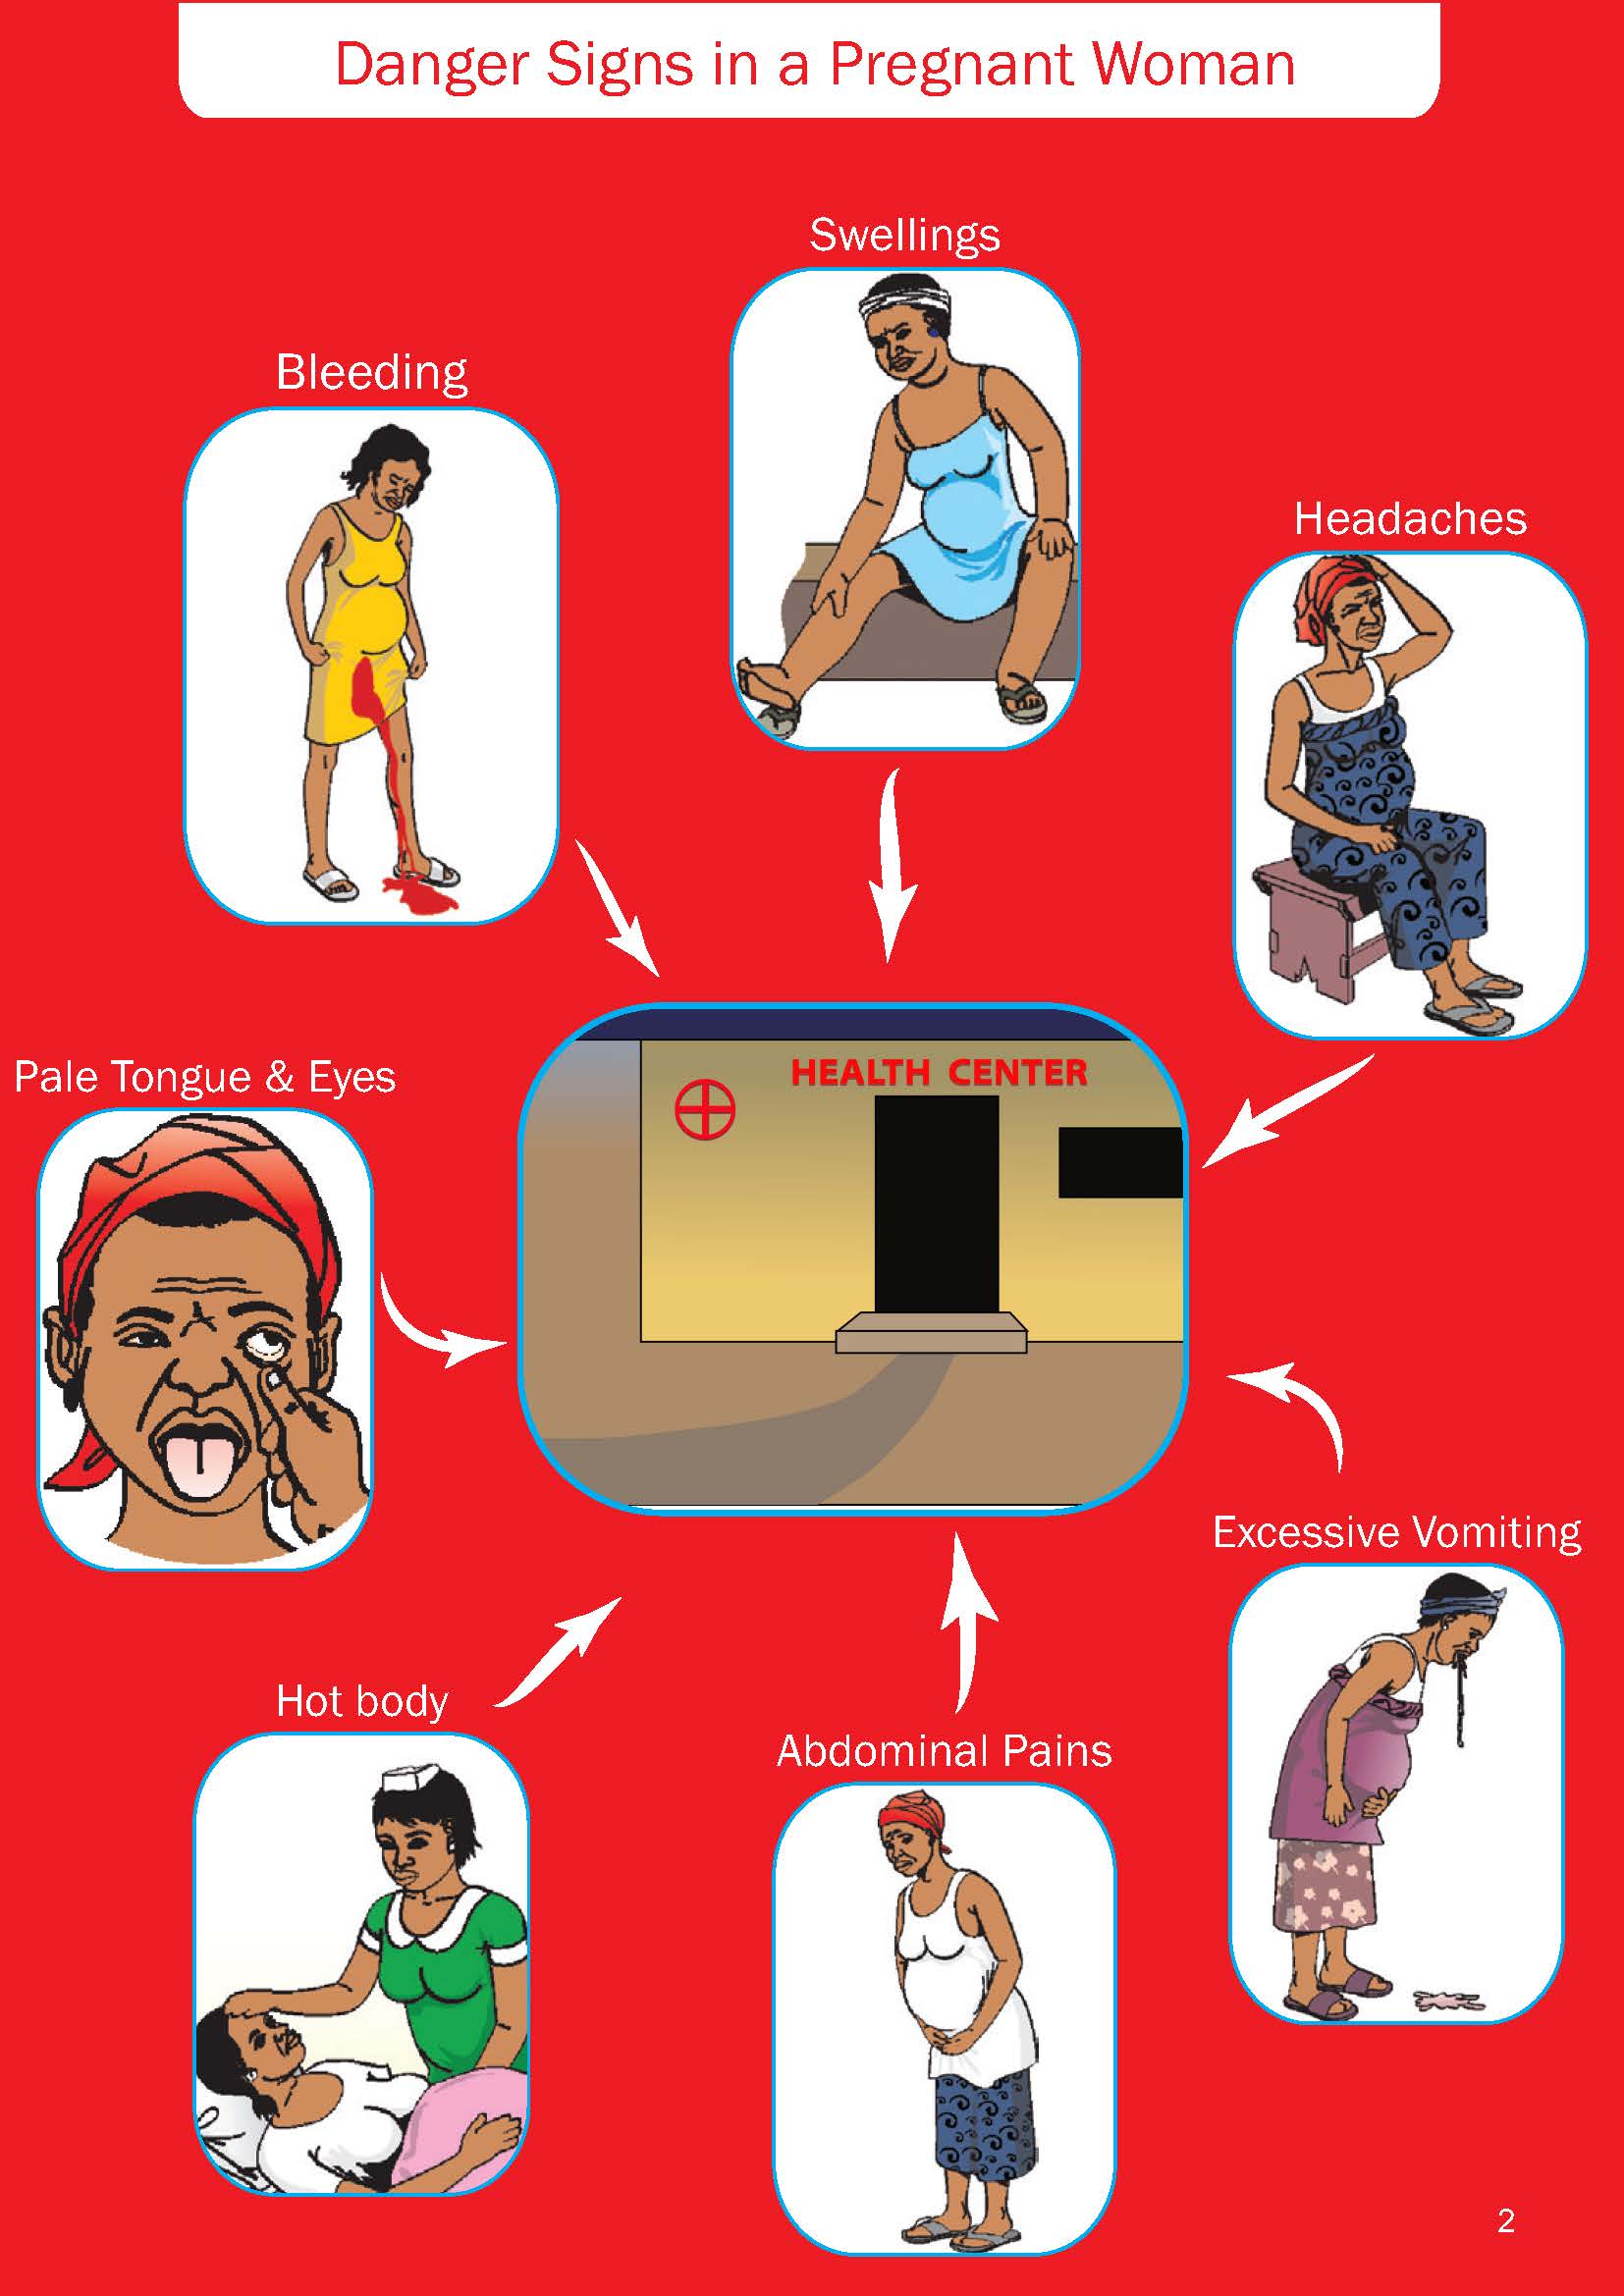 Danger Signs in a Pregnant Woman
Swellings
Bleeding
Headaches
HEALTH CENTER
Pale Tongue & Eyes
Excessive Vomiting
Hot body
Abdominal Pains
2